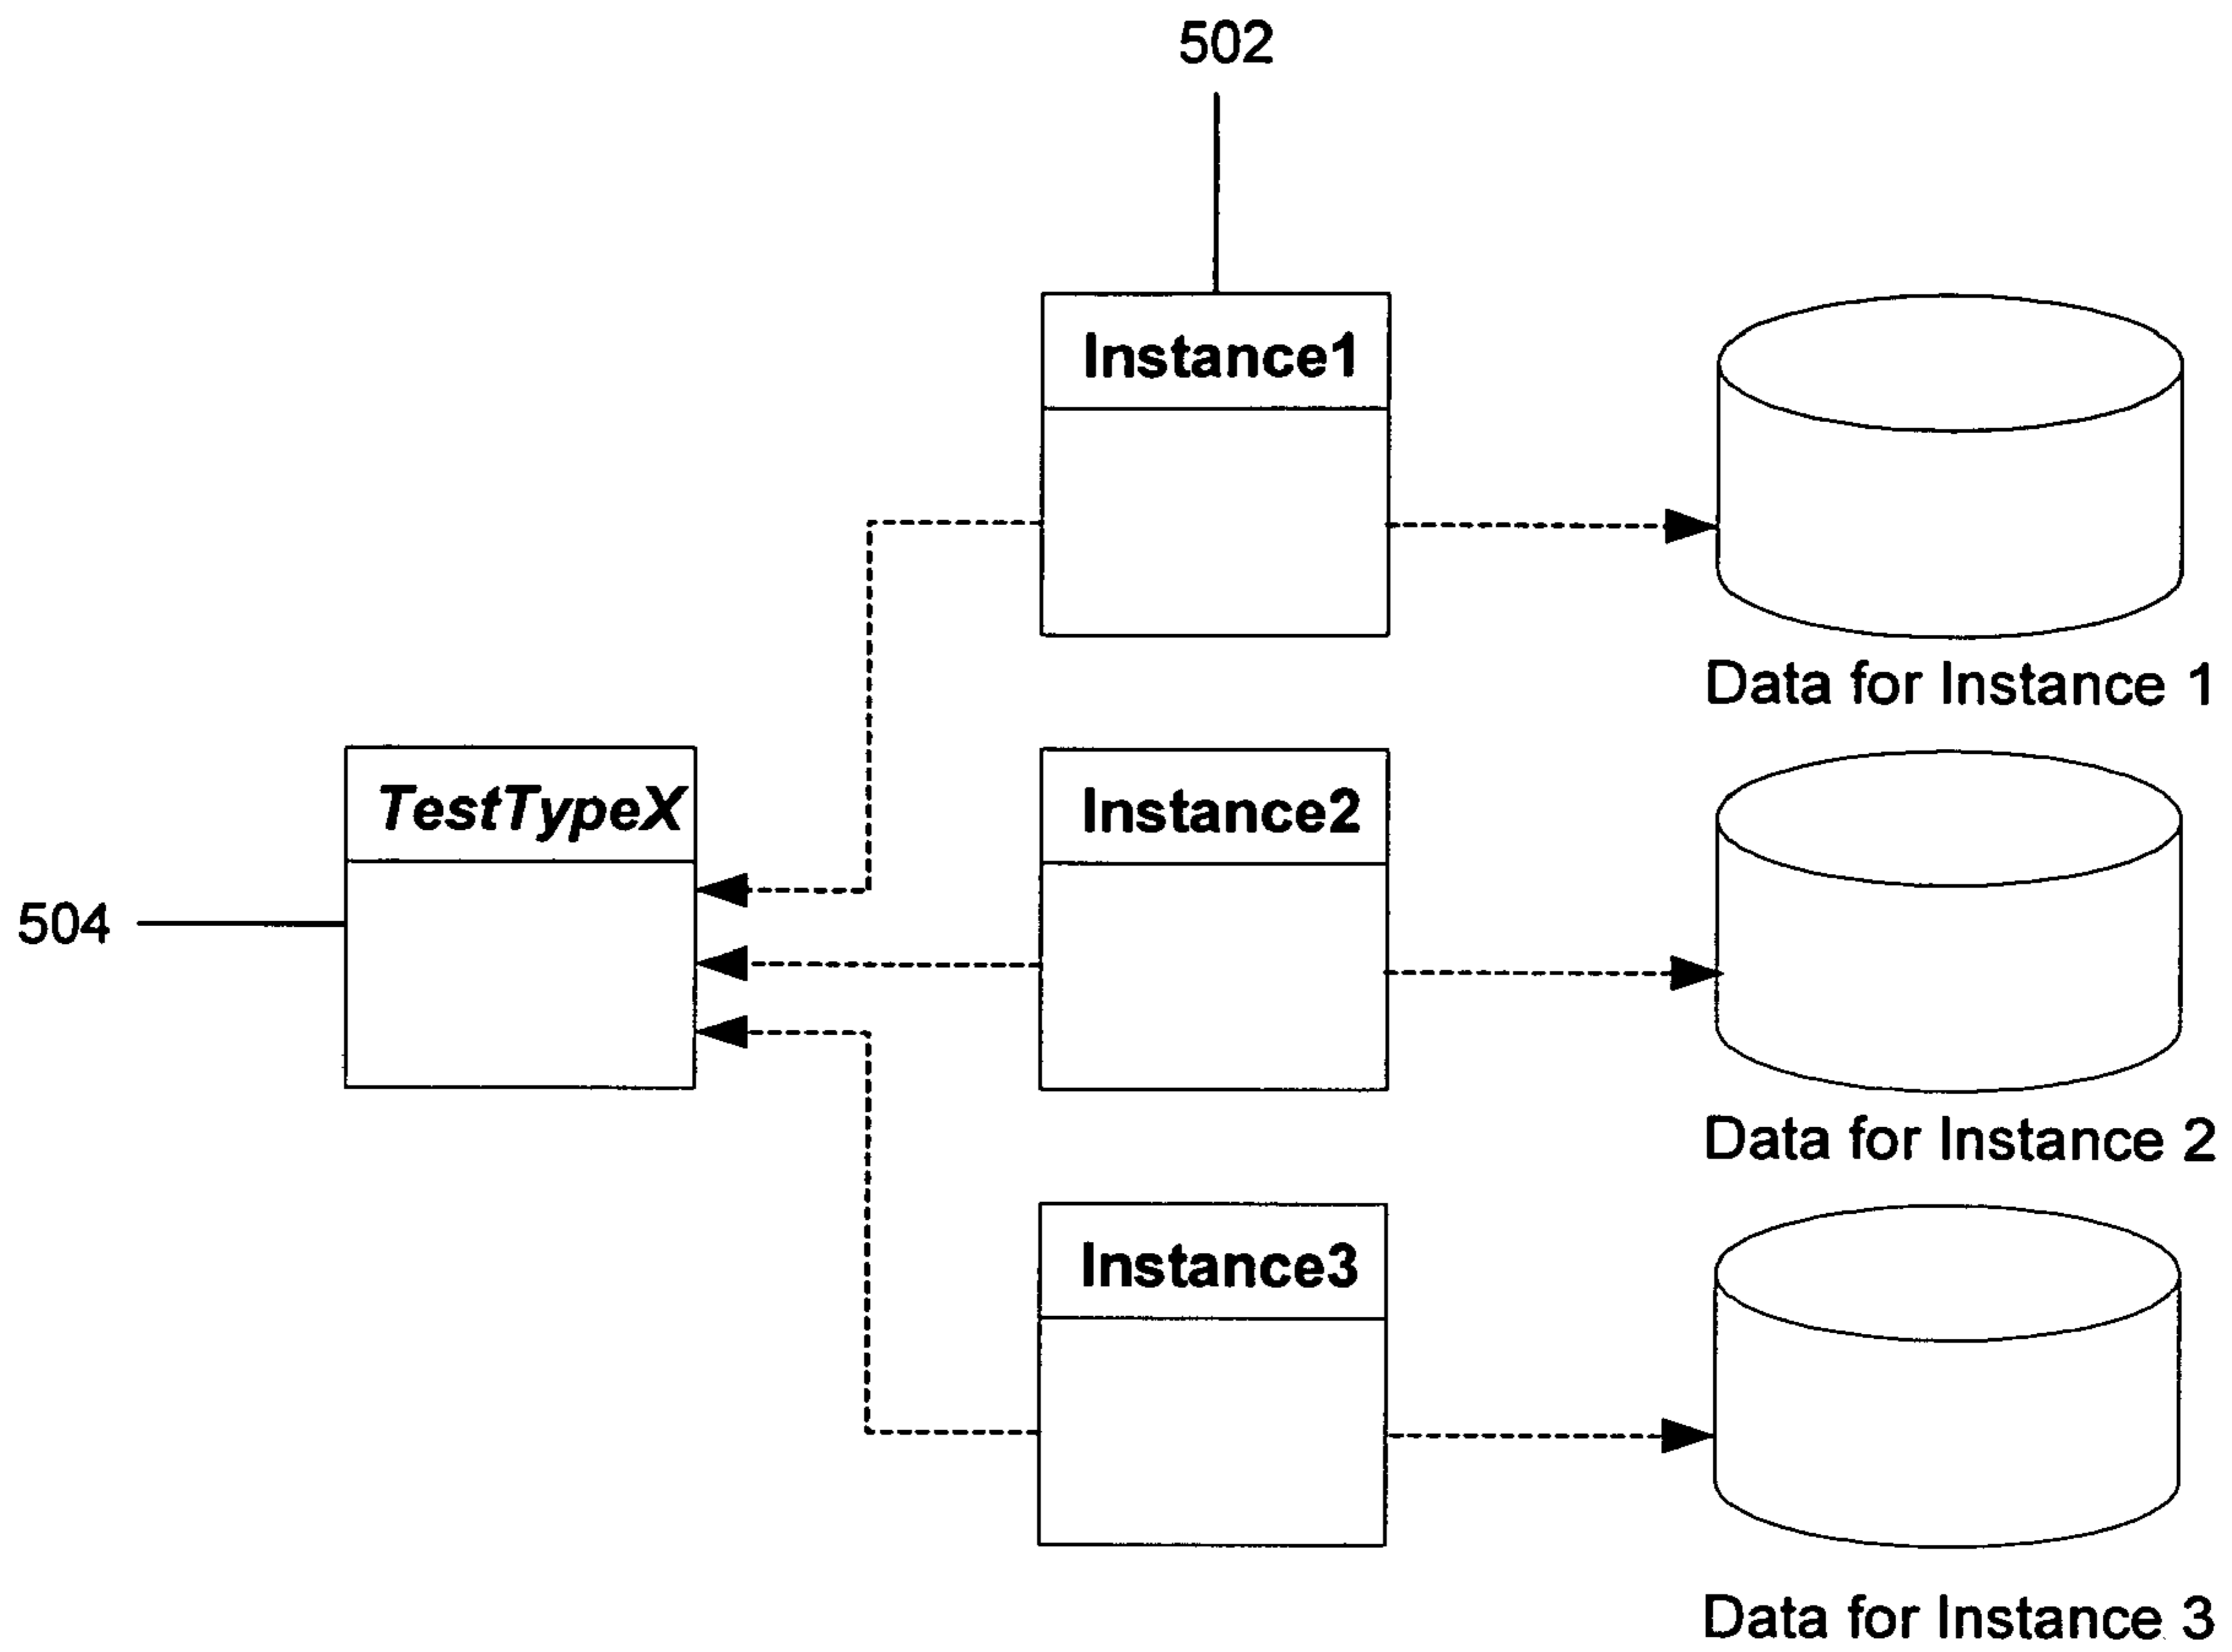 502
Instance1
Data for Instance 1
TestTypeX
Instance2
504
Data for Instance 2
Instance3
Data for Instance 3